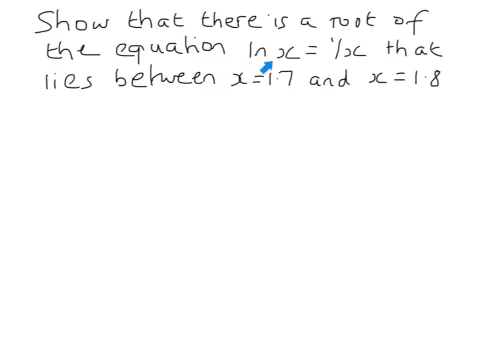 Show that there is a root of
the equation ln x = 1/x that
lies between x = 1.7 and x = 1.8